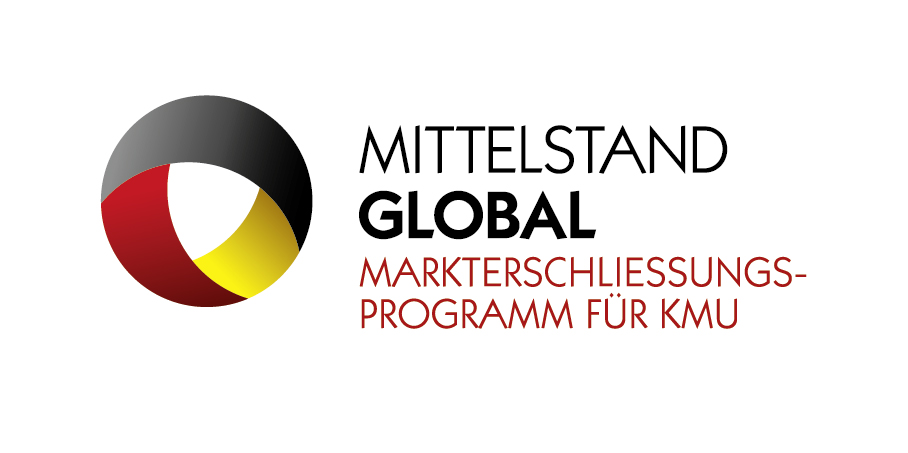 MITTELSTAND
GLOBAL
MARKTERSCHLIESSUNGS-
PROGRAMM FÜR KMU